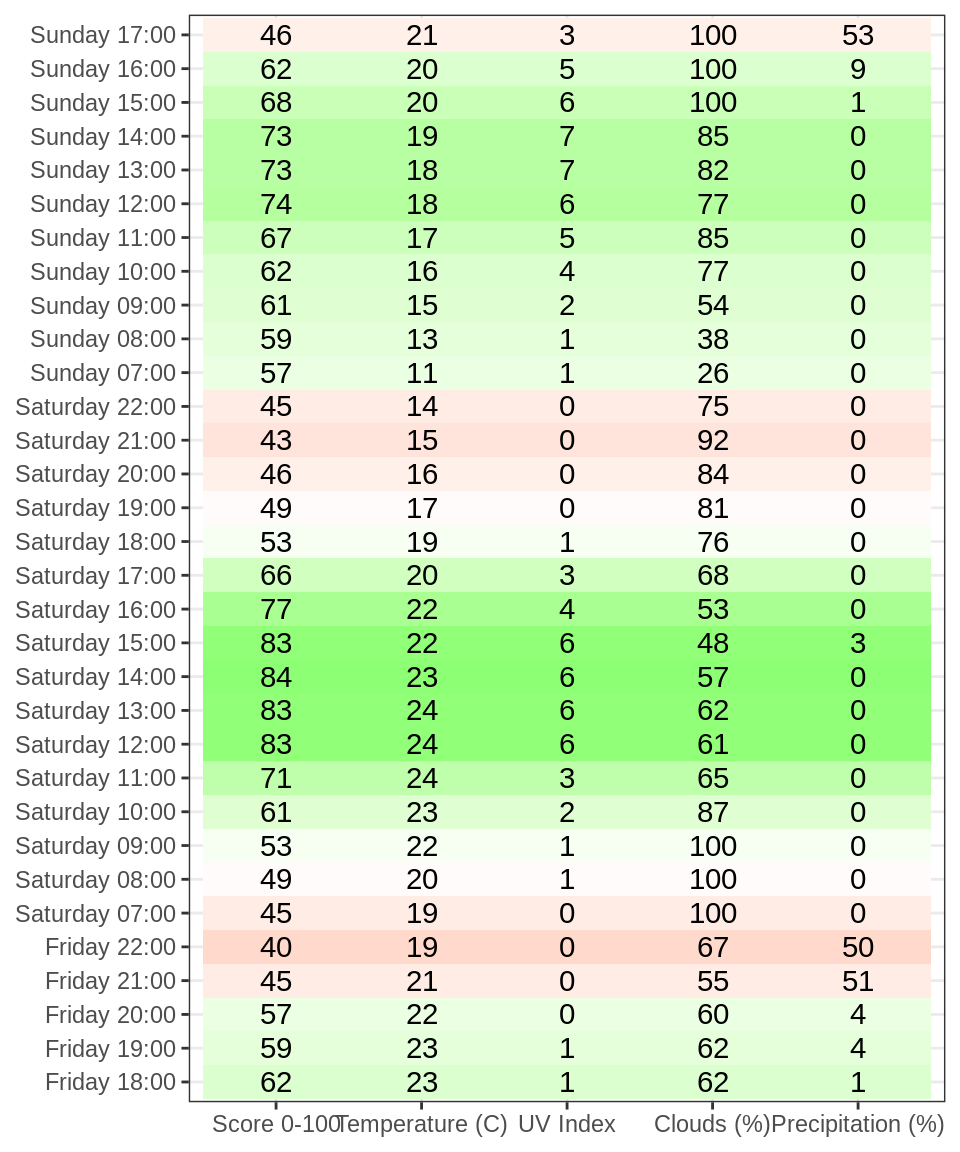 Sunday 17:00 46 21 3 100 53
Sunday 16:00 62 20 5 100 9
Sunday 15:00 68 20 6 100 1
Sunday 14:00 73 19 7 85 0
Sunday 13:00 73 18 7 82 0
Sunday 12:00 74 18 6 77 0
Sunday 11:00 67 17 5 85 0
Sunday 10:00 62 16 4 77 0
Sunday 09:00 61 15 2 54 0
Sunday 08:00 59 13 1 38 0
Sunday 07:00 57 11 1 26 0
Saturday 22:00 45 14 0 75 0
Saturday 21:00 43 15 0 92 0
Saturday 20:00 46 16 0 84 0
Saturday 19:00 49 17 0 81 0
Saturday 18:00 53 19 1 76 0
Saturday 17:00 66 20 3 68 0
Saturday 16:00 77 22 4 53 0
Saturday 15:00 83 22 6 48 3
Saturday 14:00 84 23 6 57 0
Saturday 13:00 83 24 6 62 0
Saturday 12:00 83 24 6 61 0
Saturday 11:00 71 24 3 65 0
Saturday 10:00 61 23 2 87 0
Saturday 09:00 53 22 1 100 0
Saturday 08:00 49 20 1 100 0
Saturday 07:00 45 19 0 100 0
Friday 22:00 40 19 0 67 50
Friday 21:00 45 21 0 55 51
Friday 20:00 57 22 0 60 4
Friday 19:00 59 23 1 62 4
Friday 18:00 62 23 1 62 1
Score 0-100 Temperature (C) UV Index Clouds (%) Precipitation (%)